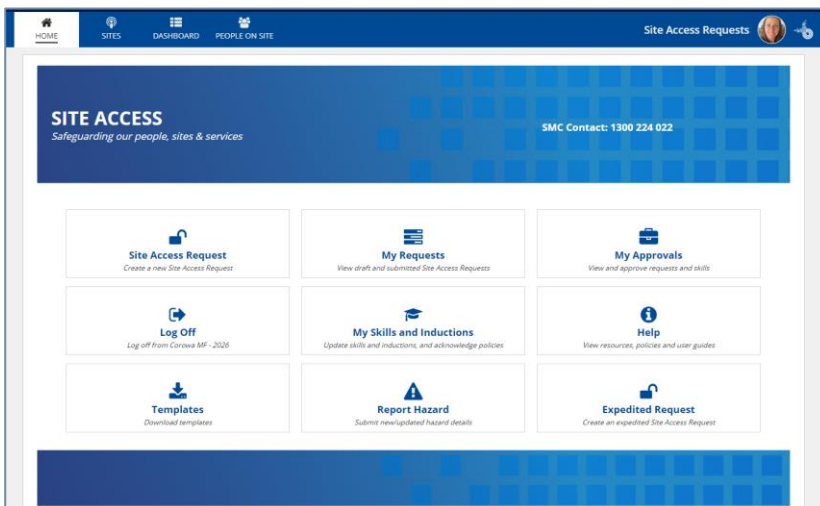 HOME
SITES
DASHBOARD
PEOPLE ON SITE
Site Access Requests
SITE ACCESS
Safeguarding our people, sites & services
SMC Contact: 1300 224 022
Site Access Request
Create a new Site Access Request
My Requests
View draft and submitted Site Access Requests
My Approvals
View and approve requests and skills
Log Off
Log off from Corowa MF - 2026
My Skills and Inductions
Update skills and inductions, and acknowledge policies
Help
View resources, policies and user guides
Templates
Download templates
Report Hazard
Submit new/updated hazard details
Expedited Request
Create an expedited Site Access Request